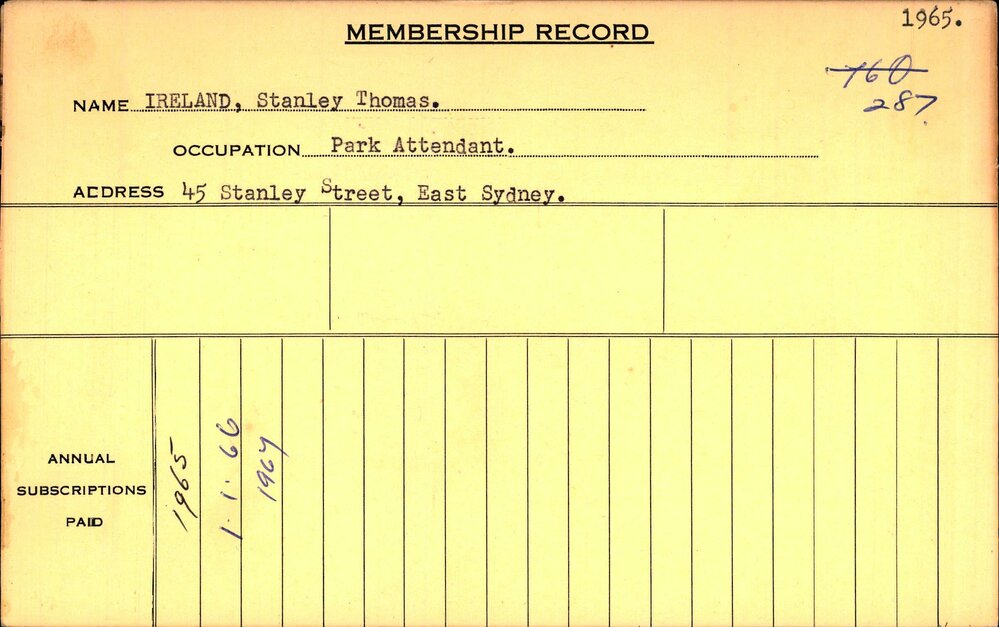 1965.
MEMBERSHIP RECORD
760
287
NAME IRELAND, Stanley Thomas.
OCCUPATION Park Attendant.
ADDRESS 45 Stanley Street, East Sydney.
ANNUAL
SUBSCRIPTIONS
PAID
1965
1.1.66
1967